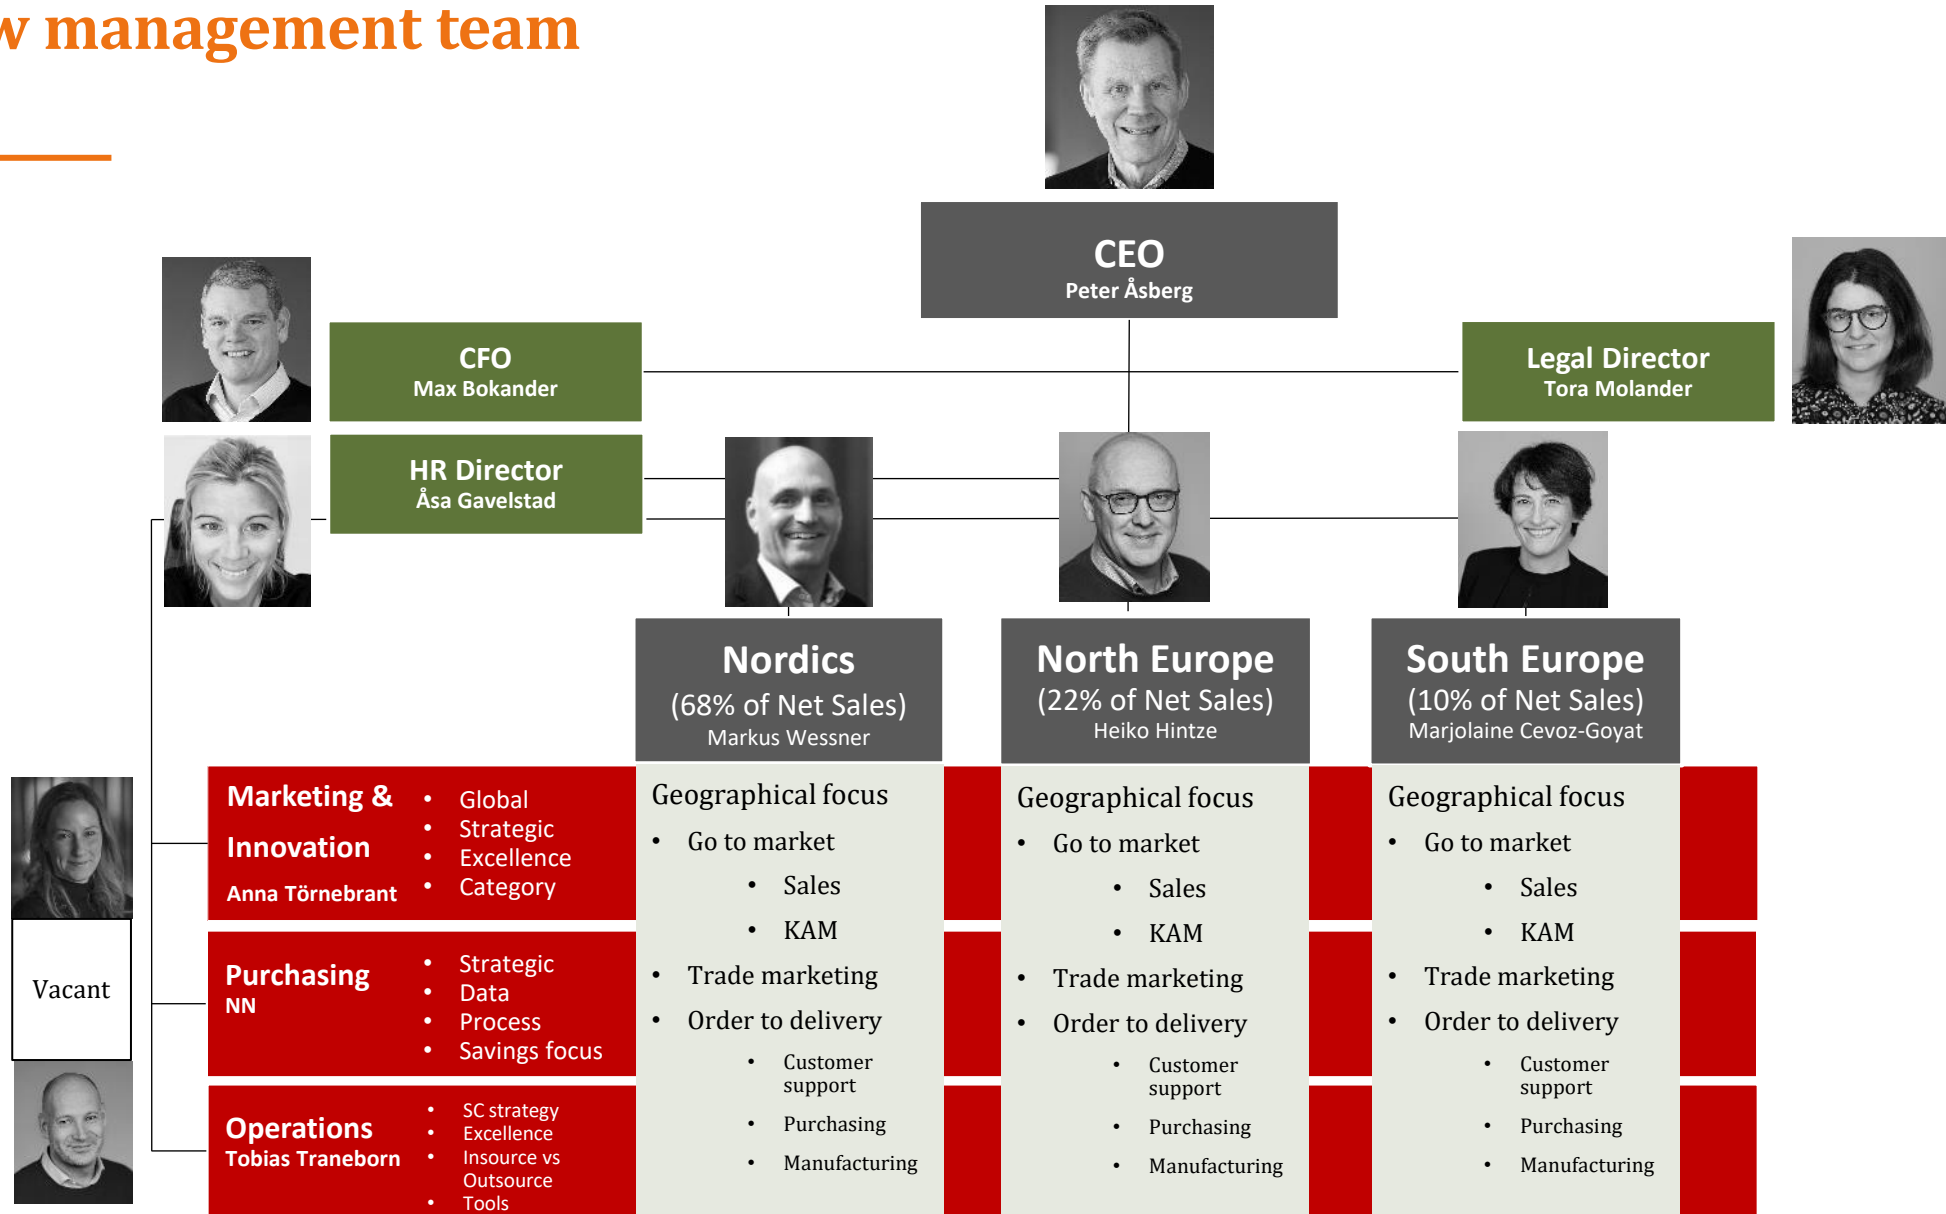 w management team
CEO
Peter Åsberg
CFO
Max Bokander
Legal Director
Tora Molander
HR Director
Åsa Gavelstad
Nordics
(68% of Net Sales)
Markus Wessner
North Europe
(22% of Net Sales)
Heiko Hintze
South Europe
(10% of Net Sales)
Marjolaine Cevoz-Goyat
Marketing &
Innovation
Anna Törnebrant
• Global
• Strategic
• Excellence
• Category
Vacant
Purchasing
NN
• Strategic
• Data
• Process
• Savings focus
Operations
Tobias Traneborn
• SC strategy
• Excellence
• Insource vs
Outsource
• Tools
Geographical focus
• Go to market
• Sales
• KAM
• Trade marketing
• Order to delivery
• Customer
support
• Purchasing
• Manufacturing
Geographical focus
• Go to market
• Sales
• KAM
• Trade marketing
• Order to delivery
• Customer
support
• Purchasing
• Manufacturing
Geographical focus
• Go to market
• Sales
• KAM
• Trade marketing
• Order to delivery
• Customer
support
• Purchasing
• Manufacturing